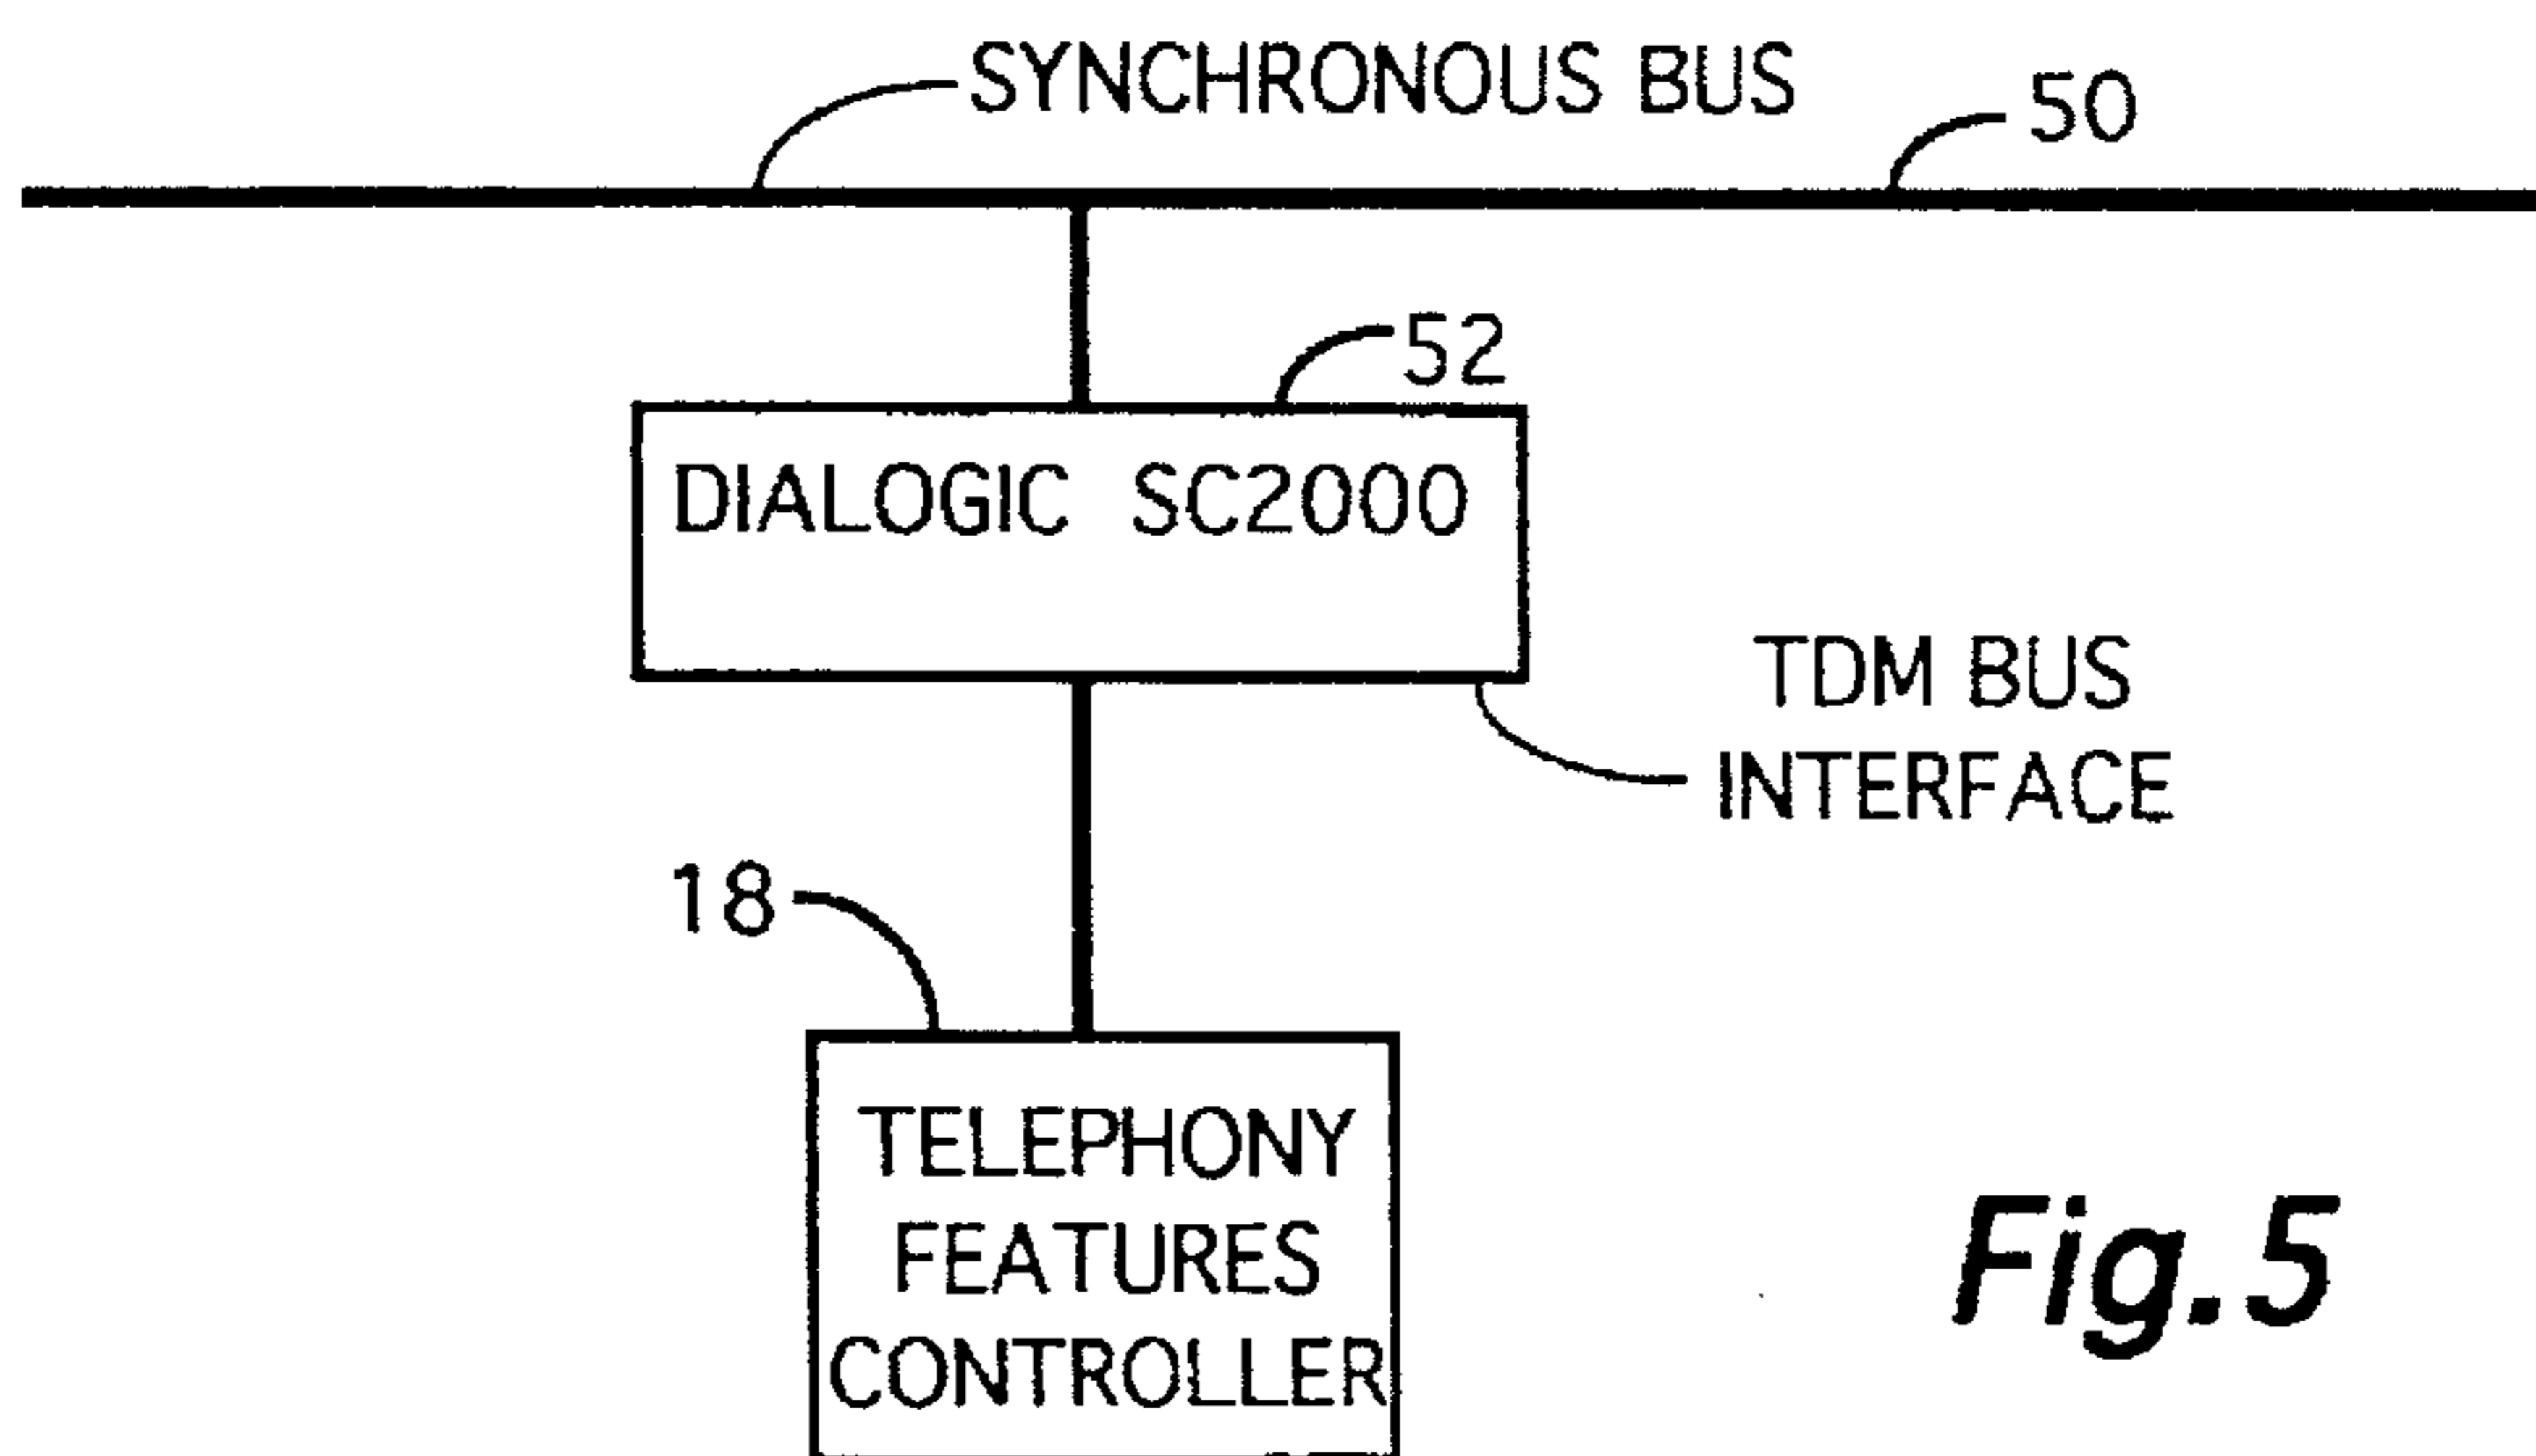 SYNCHRONOUS BUS
50
52
DIALOGIC SC2000
TDM BUS
INTERFACE
18
TELEPHONY
FEATURES
CONTROLLER
Fig.5